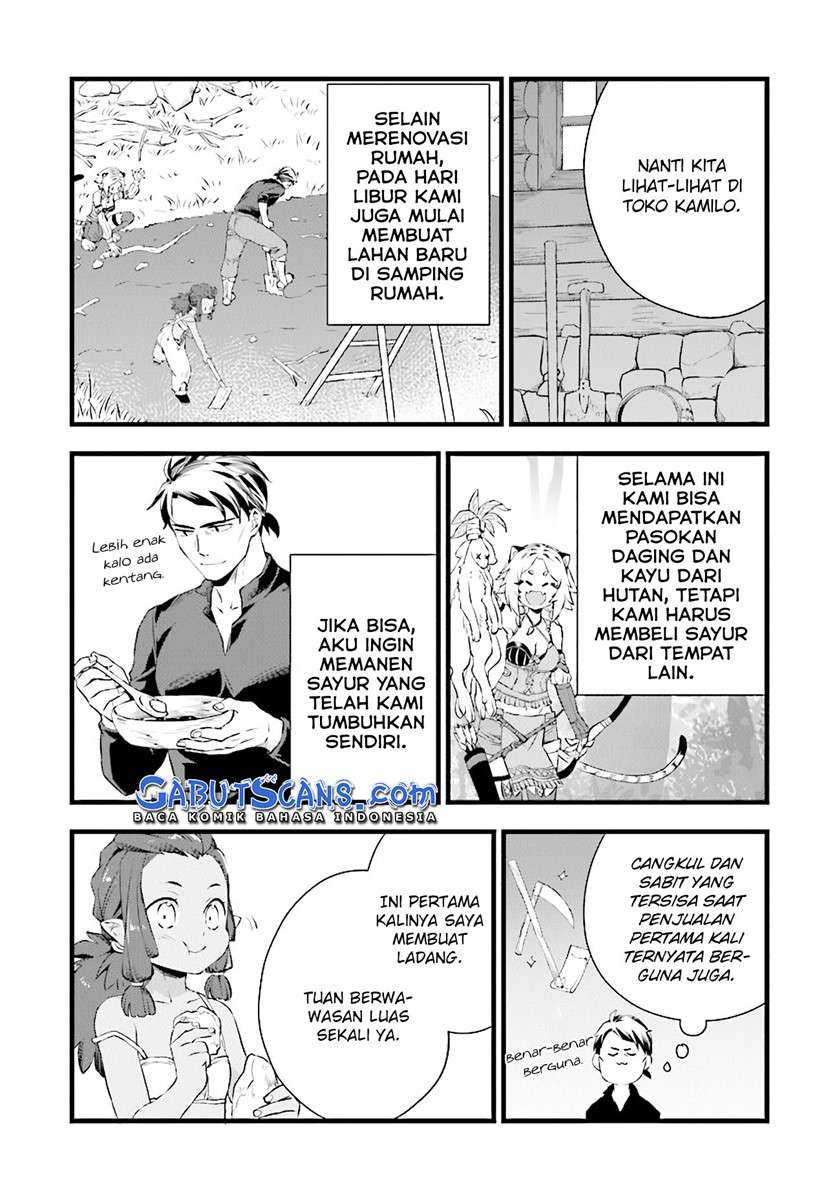 NANTI KITA
LIHAT-LIHAT DI
TOKO KAMILO.
SELAIN
MERENOVASI
RUMAH,
PADA HARI
LIBUR KAMI
JUGA MULAI
MEMBUAT
LAHAN BARU
DI SAMPING
RUMAH.
SELAMA INI
KAMI BISA
MENDAPATKAN
PASOKAN
DAGING DAN
KAYU DARI
HUTAN, TETAPI
KAMI HARUS
MEMBELI SAYUR
DARI TEMPAT
LAIN.
JIKA BISA,
AKU INGIN
MEMANEN
SAYUR YANG
TELAH KAMI
TUMBUHKAN
SENDIRI.
Lebih enak
kalo ada
kentang.
GABUTSCANS.com
BACA KOMIK BAHASA INDONESIA
CANGKUL DAN
SABIT YANG
TERSISA SAAT
PENJUALAN
PERTAMA KALI
TERNYATA BER-
GUNA JUGA.
Benar-benar
berguna.
INI PERTAMA
KALINYA SAYA
MEMBUAT
LADANG.
TUAN BERWA-
WASAN LUAS
SEKALI YA.